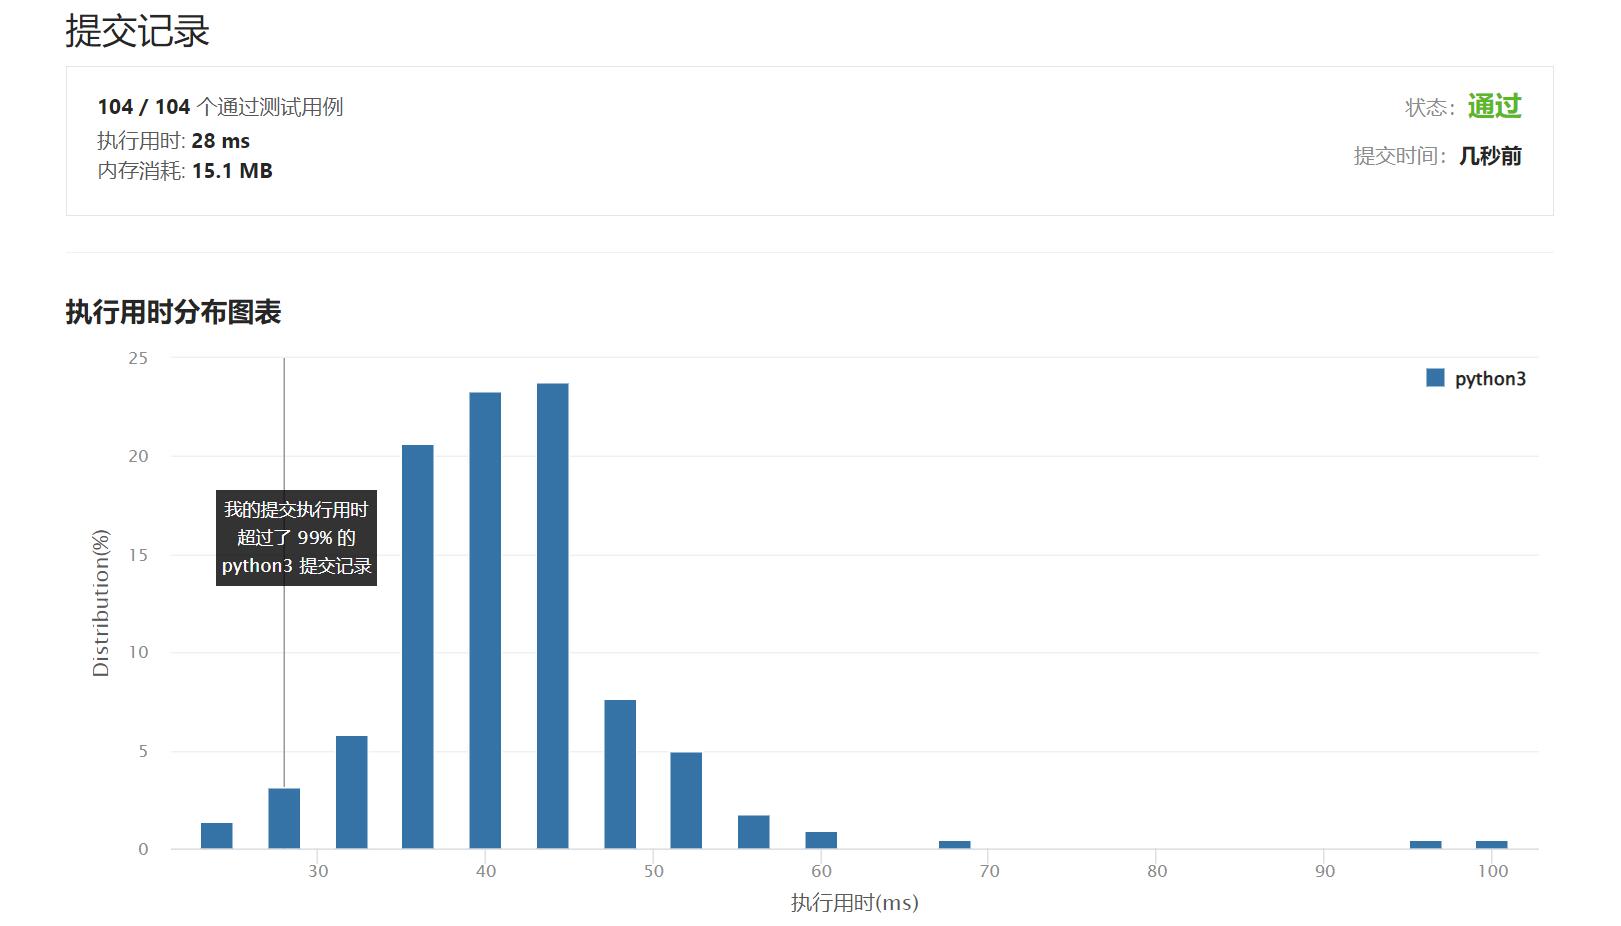 提交记录
104 / 104 个通过测试用例
状态：通过
执行用时: 28 ms
提交时间：几秒前
内存消耗: 15.1 MB
执行用时分布图表
25
20
15
10
5
0
Distribution(%)
python3
我的提交执行用时
超过了 99% 的
python3 提交记录
30 40 50 60 70 80 90 100
执行用时(ms)